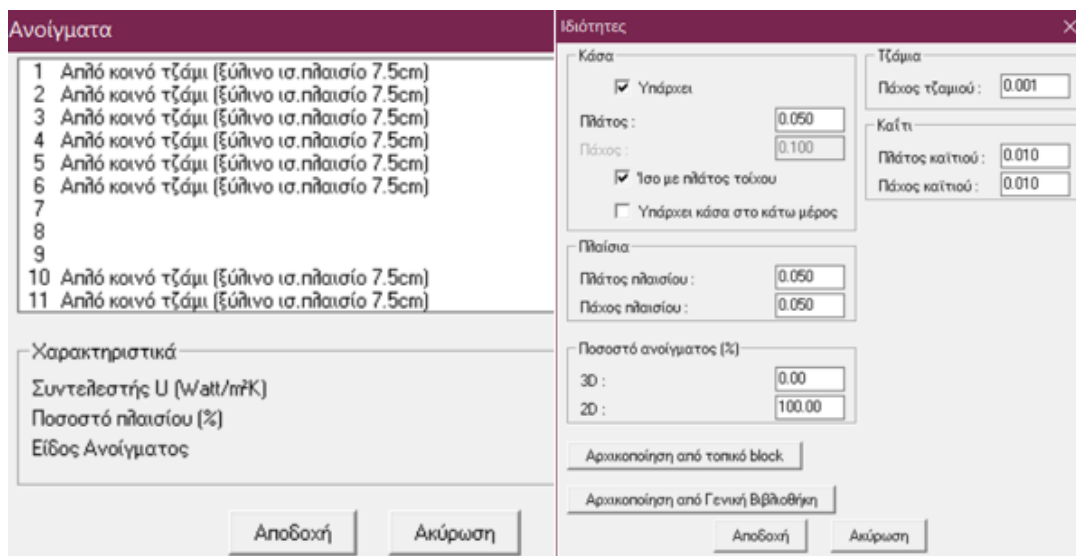 Ανοίγματα
1 Απλό κοινό τζάμι (ξύλινο ισ.πλαισίο 7.5cm)
2 Απλό κοινό τζάμι (ξύλινο ισ.πλαισίο 7.5cm)
3 Απλό κοινό τζάμι (ξύλινο ισ.πλαισίο 7.5cm)
4 Απλό κοινό τζάμι (ξύλινο ισ.πλαισίο 7.5cm)
5 Απλό κοινό τζάμι (ξύλινο ισ.πλαισίο 7.5cm)
6 Απλό κοινό τζάμι (ξύλινο ισ.πλαισίο 7.5cm)
7
8
9
10 Απλό κοινό τζάμι (ξύλινο ισ.πλαισίο 7.5cm)
11 Απλό κοινό τζάμι (ξύλινο ισ.πλαισίο 7.5cm)
Χαρακτηριστικά
Συντελεστής U (Watt/m²K)
Ποσοστό πλαισίου (%)
Είδος Ανοίγματος
Αποδοχή Ακύρωση
Ιδιότητες
Κάσα
Υπάρχει
Πλάτος : 0.050
Πάχος : 0.100
Ίσο με πλάτος τοίχου
Υπάρχει κάσα στο κάτω μέρος
Τζάμια
Πάχος τζαμιού : 0.001
Καΐτι
Πλάτος καϊτιού : 0.010
Πάχος καϊτιού : 0.010
Πλαίσια
Πλάτος πλαισίου : 0.050
Πάχος πλαισίου : 0.050
Ποσοστό ανοίγματος (%)
3D : 0.00
2D : 100.00
Αρχικοποίηση από τοπικό block
Αρχικοποίηση από Γενική Βιβλιοθήκη
Αποδοχή Ακύρωση